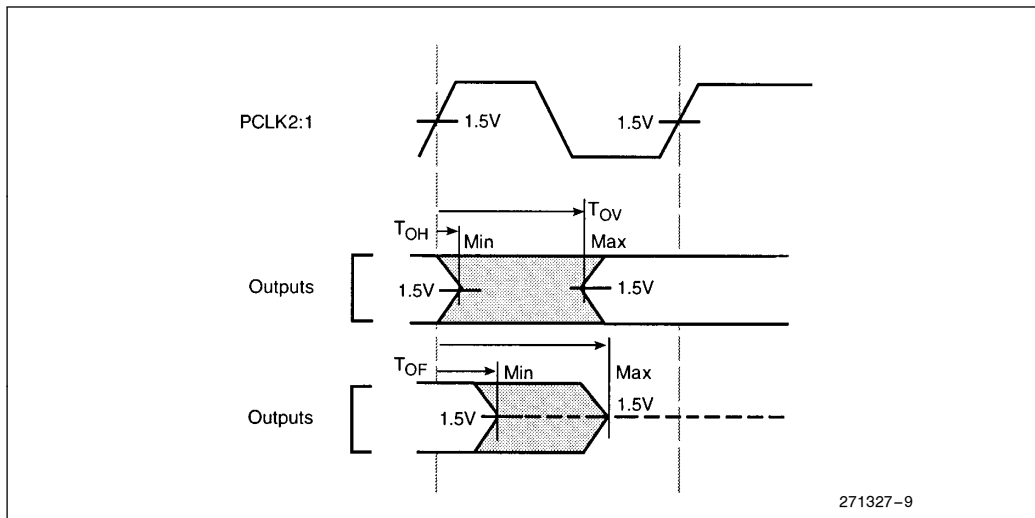 PCLK2:1
1.5V
1.5V
TOH
Min
TOV
Max
Outputs
1.5V
1.5V
TOF
Min
Max
1.5V
1.5V
Outputs
271327-9